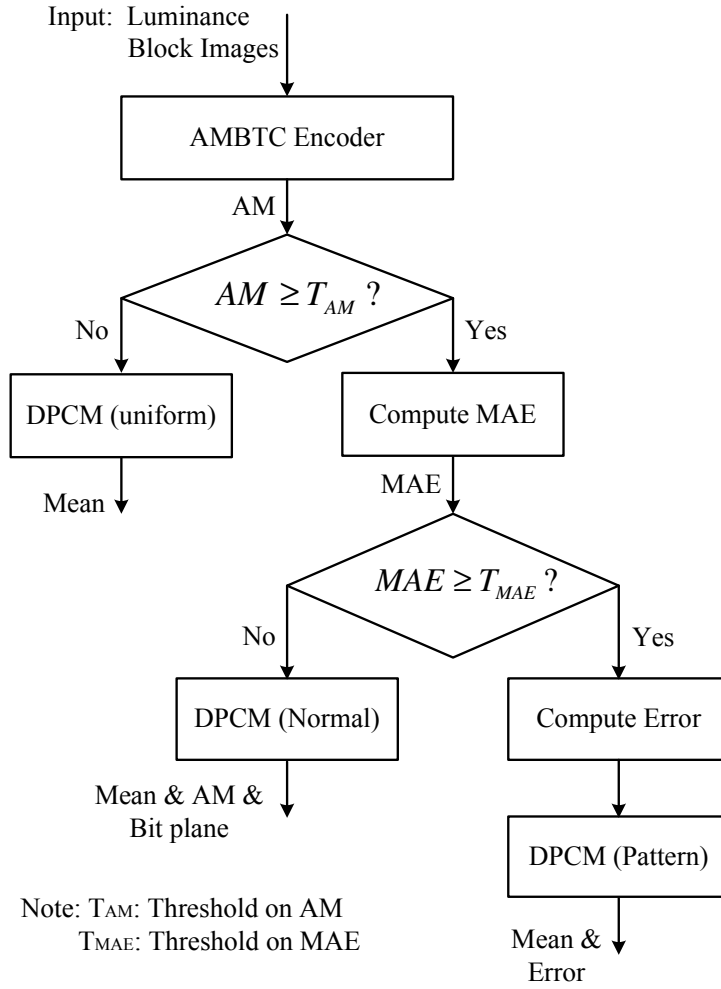 Input: Luminance
Block Images
AMBTC Encoder
AM
AM ≥ T_AM ?
No
Yes
DPCM (uniform)
Compute MAE
Mean
MAE
MAE ≥ T_MAE ?
No
Yes
DPCM (Normal)
Compute Error
Mean & AM &
Bit plane
DPCM (Pattern)
Note: TAM: Threshold on AM
TMAE: Threshold on MAE
Mean &
Error